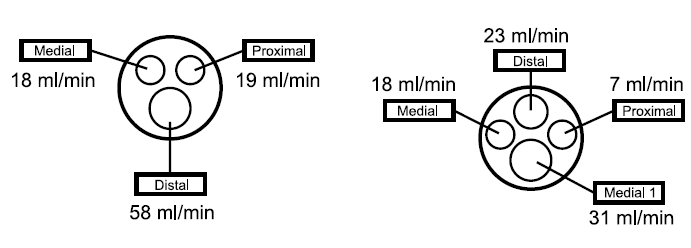 Medial
18 ml/min
Proximal
19 ml/min
Distal
58 ml/min
23 ml/min
Distal
18 ml/min
Medial
7 ml/min
Proximal
Medial 1
31 ml/min